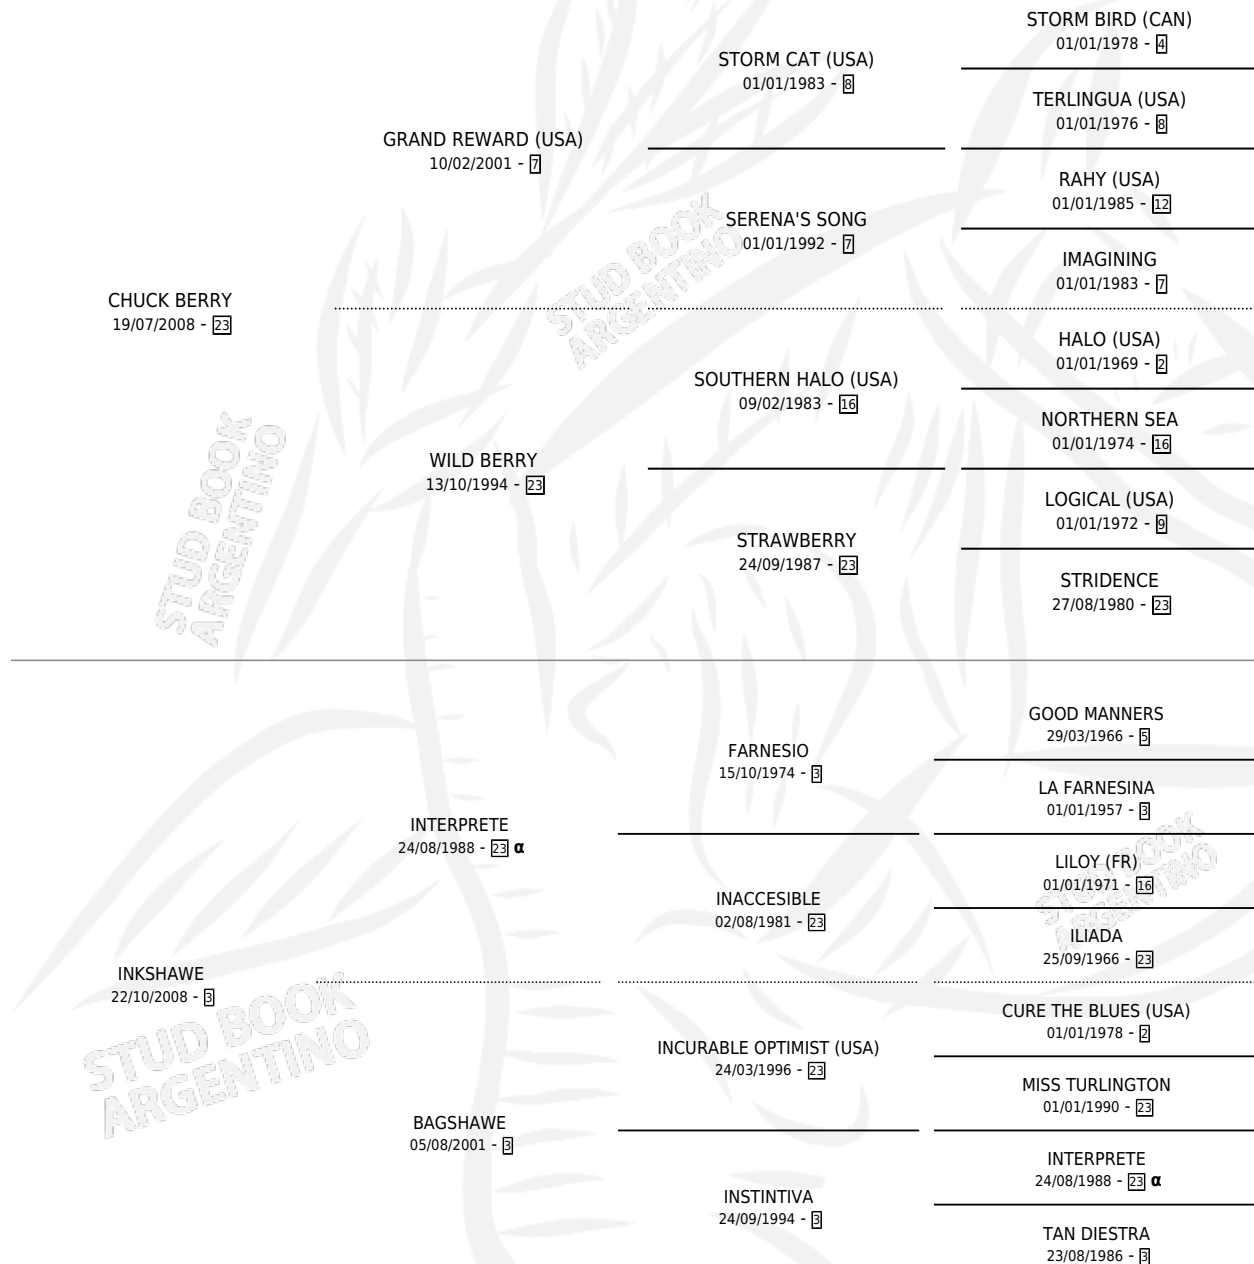 STORM BIRD (CAN)
01/01/1978 - 4
STORM CAT (USA)
01/01/1983 - 8
TERLINGUA (USA)
01/01/1976 - 8
GRAND REWARD (USA)
10/02/2001 - 7
RAHY (USA)
01/01/1985 - 12
SERENA'S SONG
01/01/1992 - 7
IMAGINING
01/01/1983 - 7
CHUCK BERRY
19/07/2008 - 23
HALO (USA)
01/01/1969 - 2
SOUTHERN HALO (USA)
09/02/1983 - 16
NORTHERN SEA
01/01/1974 - 16
WILD BERRY
13/10/1994 - 23
LOGICAL (USA)
01/01/1972 - 9
STRAWBERRY
24/09/1987 - 23
STRIDENCE
27/08/1980 - 23
STUD BOOK
ARGENTINO
STUD BOOK
ARGENTINO
GOOD MANNERS
29/03/1966 - 5
FARNESIO
15/10/1974 - 3
LA FARNESINA
01/01/1957 - 3
INTERPRETE
24/08/1988 - 23 α
LILOY (FR)
01/01/1971 - 16
INACCESIBLE
02/08/1981 - 23
ILIADA
25/09/1966 - 23
STUD BOOK
ARGENTINO
INKSHAWE
22/10/2008 - 3
CURE THE BLUES (USA)
01/01/1978 - 2
INCURABLE OPTIMIST (USA)
24/03/1996 - 23
MISS TURLINGTON
01/01/1990 - 23
BAGSHAWE
05/08/2001 - 3
INTERPRETE
24/08/1988 - 23 α
INSTINTIVA
24/09/1994 - 3
TAN DIESTRA
23/08/1986 - 3
STUD BOOK
ARGENTINO